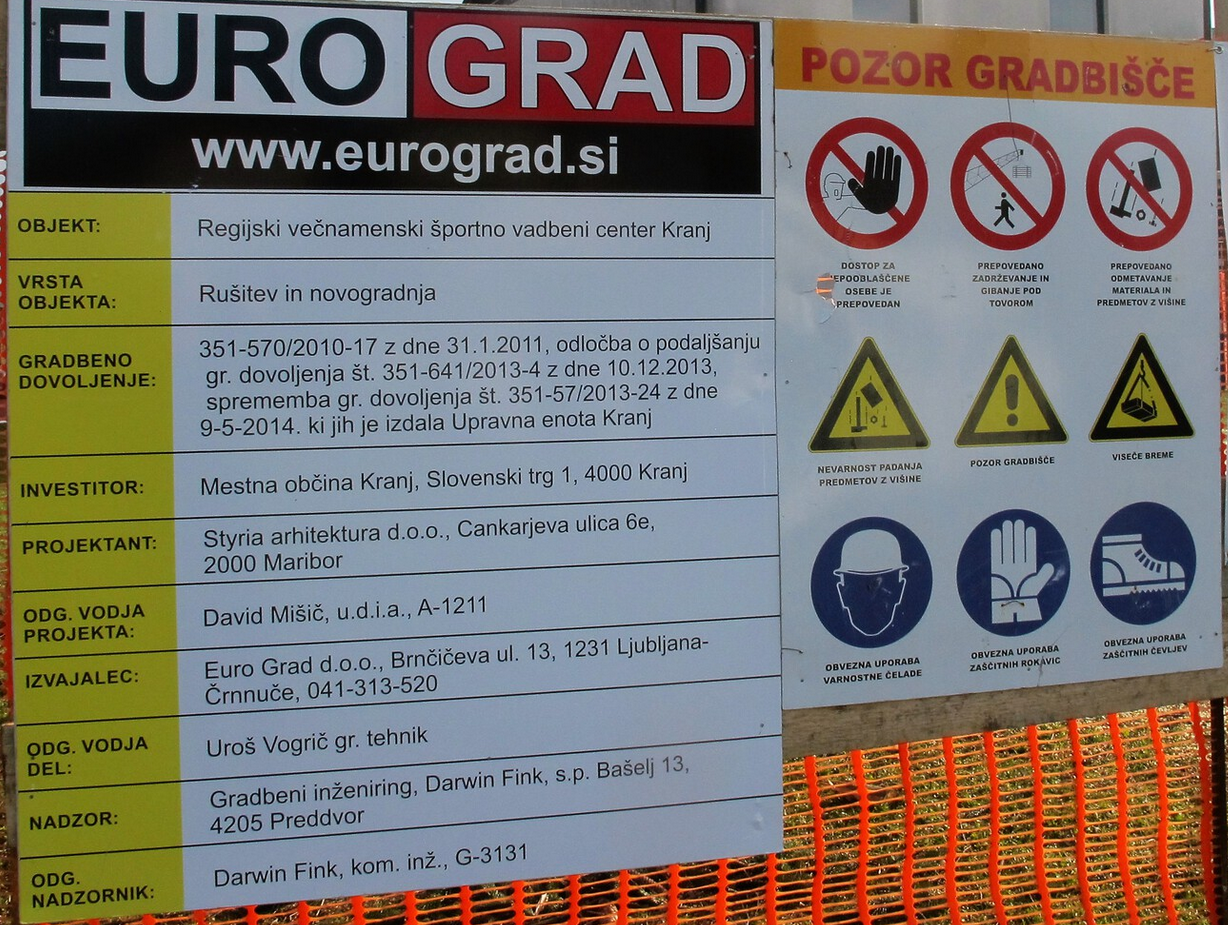 EURO GRAD
www.eurograd.si
OBJEKT:
Regijski večnamenski športno vadbeni center Kranj
VRSTA
OBJEKTA:
Rušitev in novogradnja
GRADBENO
DOVOLJENJE:
351-570/2010-17 z dne 31.1.2011, odločba o podaljšanju
gr. dovoljenja št. 351-641/2013-4 z dne 10.12.2013,
sprememba gr. dovoljenja št. 351-57/2013-24 z dne
9-5-2014. ki jih je izdala Upravna enota Kranj
INVESTITOR:
Mestna občina Kranj, Slovenski trg 1, 4000 Kranj
PROJEKTANT:
Styria arhitektura d.o.o., Cankarjeva ulica 6e,
2000 Maribor
ODG. VODJA
PROJEKTA:
David Mišič, u.d.i.a., A-1211
IZVAJALEC:
Euro Grad d.o.o., Brnčičeva ul. 13, 1231 Ljubljana-
Črnnuče, 041-313-520
ODG. VODJA
DEL:
Uroš Vogrič gr. tehnik
NADZOR:
Gradbeni inženiring, Darwin Fink, s.p. Bašelj 13,
4205 Preddvor
ODG.
NADZORNIK:
Darwin Fink, kom. inž., G-3131
POZOR GRADBIŠČE
DOSTOP ZA
EPOOBLAŠČENE
OSEBE JE
PREPOVEDAN
PREPOVEDANO
ZADRŽEVANJE IN
GIBANJE POD
TOVOROM
PREPOVEDANO
ODMETAVANJE
MATERIALA IN
PREDMETOV Z VIŠINE
NEVARNOST PADANJA
PREDMETOV Z VIŠINE
POZOR GRADBIŠČE
VISEČE BREME
OBVEZNA UPORABA
VARNOSTNE ČELADE
OBVEZNA UPORABA
ZAŠČITNIH ROKAVIC
OBVEZNA UPORABA
ZAŠČITNIH ČEVLJEV